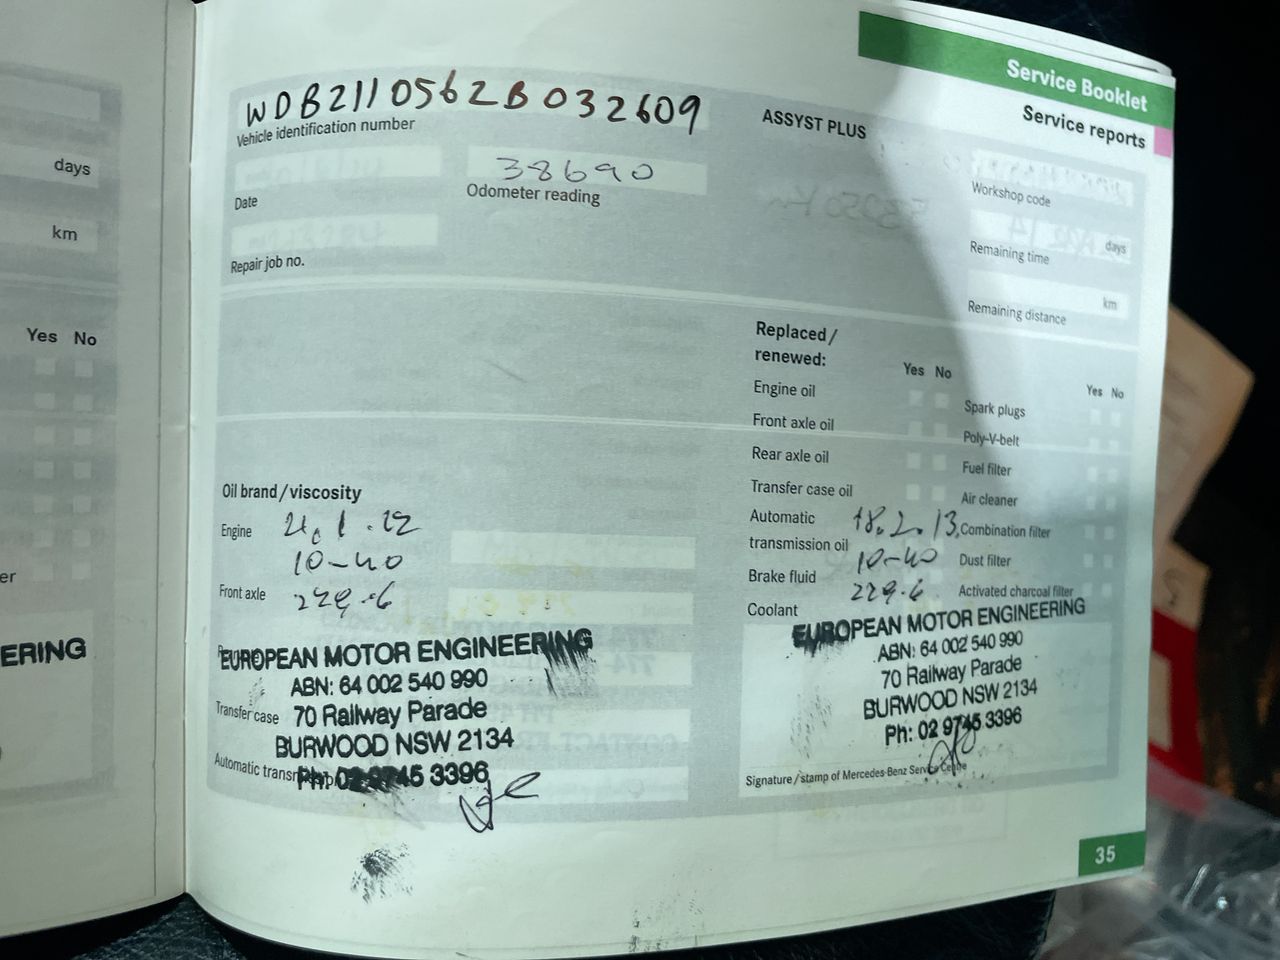 days
km
Yes No
er
ERING
Service Booklet
Service reports
WDB2110562B032609
Vehicle identification number
ASSYST PLUS
38690
Date
Odometer reading
Workshop code
days
Remaining time
Repair job no.
km
Remaining distance
Replaced/
renewed:
Yes No
Yes No
Engine oil
Spark plugs
Front axle oil
Poly-V-belt
Rear axle oil
Fuel filter
Transfer case oil
Air cleaner
Automatic
transmission oil
18.2.13
Combination filter
10-40
Dust filter
Brake fluid
229.6
Activated charcoal filter
Coolant
EUROPEAN MOTOR ENGINEERING
ABN: 64 002 540 990
70 Railway Parade
BURWOOD NSW 2134
Ph: 02 9745 3396
Signature/stamp of Mercedes-Benz Service Centre
Oil brand/viscosity
Engine
10-40
Front axle
229.6
EUROPEAN MOTOR ENGINEERING
ABN: 64 002 540 990
Transfer case
70 Railway Parade
BURWOOD NSW 2134
Automatic
Ph: 02 9745 3396
35